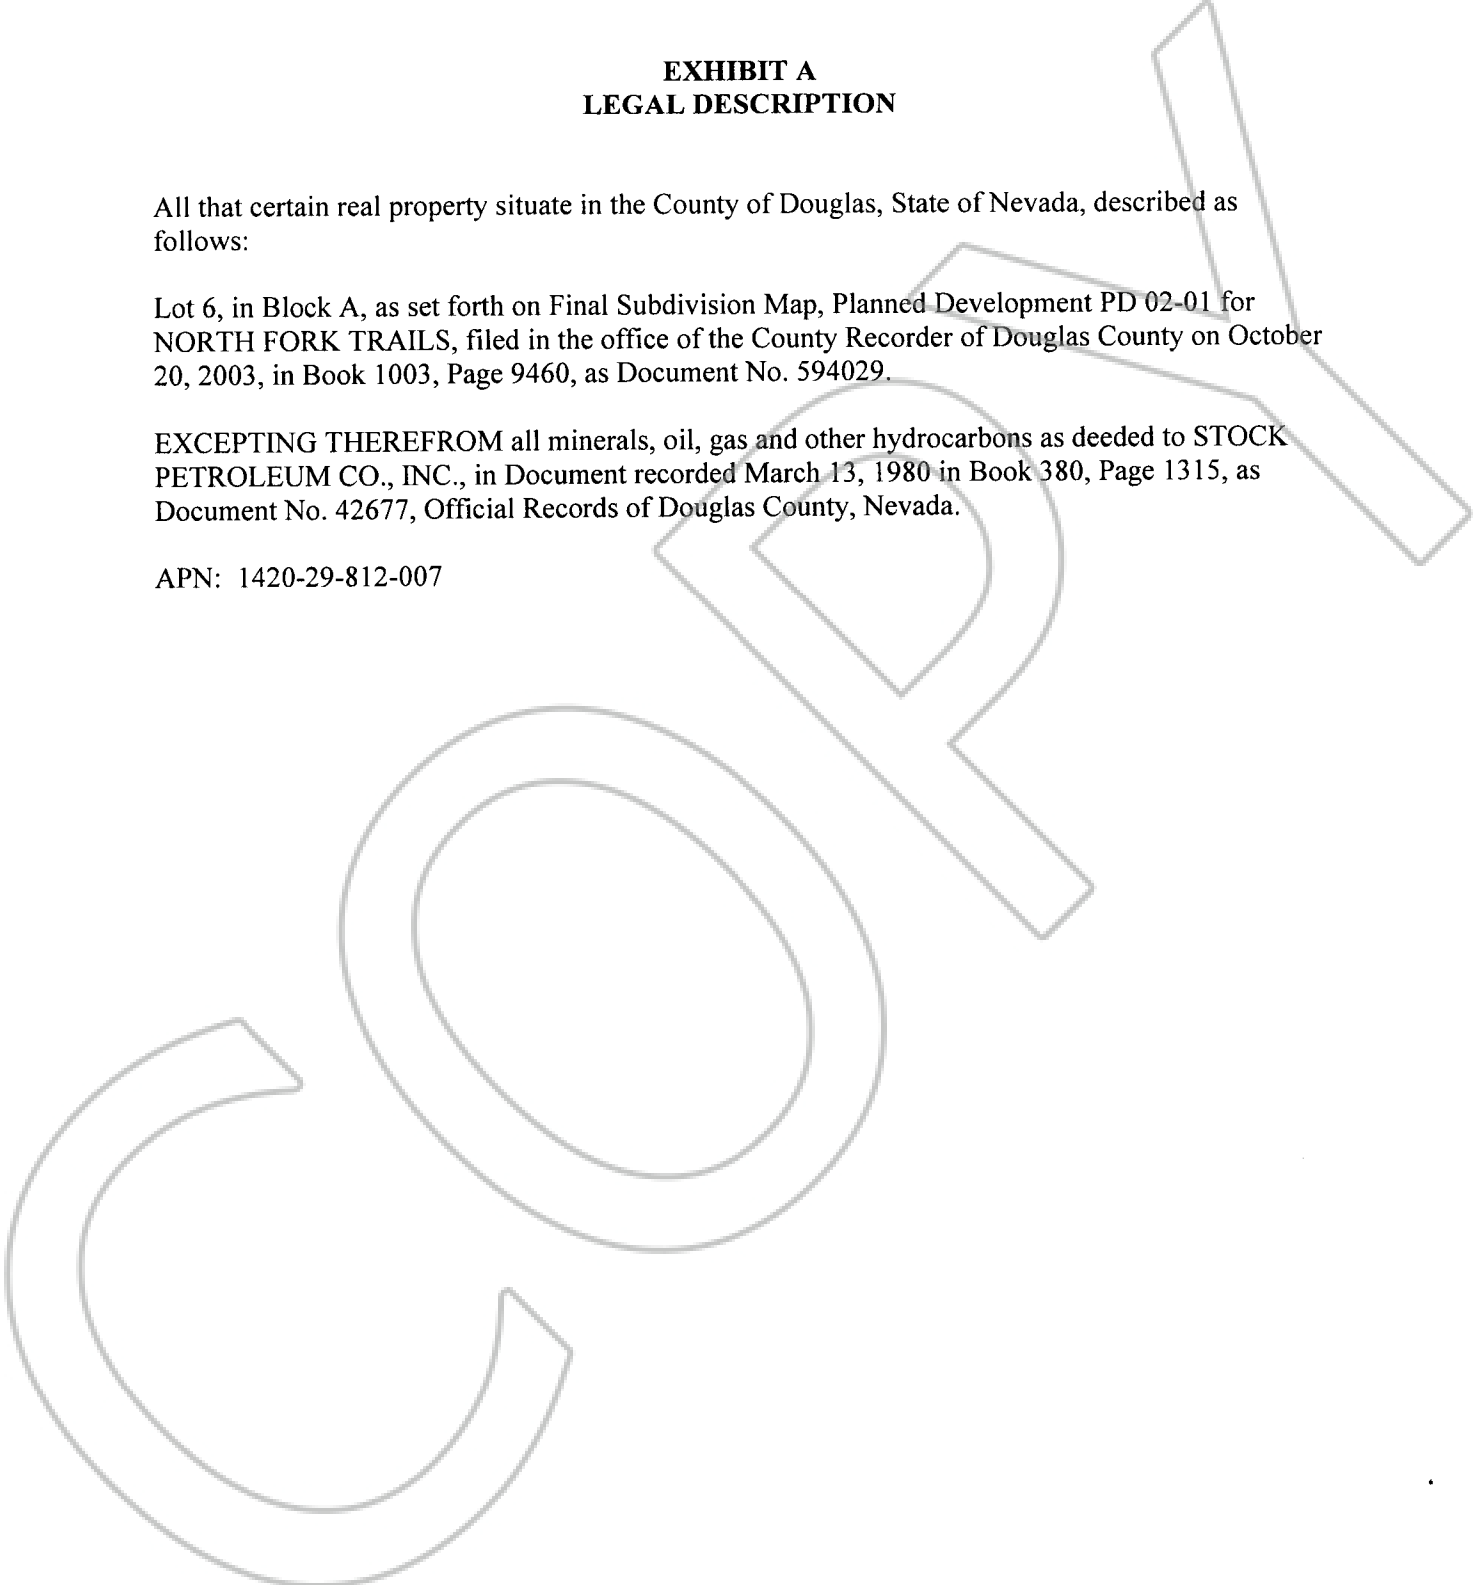 EXHIBIT A
LEGAL DESCRIPTION
All that certain real property situate in the County of Douglas, State of Nevada, described as
follows:
Lot 6, in Block A, as set forth on Final Subdivision Map, Planned Development PD 02-01 for
NORTH FORK TRAILS, filed in the office of the County Recorder of Douglas County on October
20, 2003, in Book 1003, Page 9460, as Document No. 594029.
EXCEPTING THEREFROM all minerals, oil, gas and other hydrocarbons as deeded to STOCK
PETROLEUM CO., INC., in Document recorded March 13, 1980 in Book 380, Page 1315, as
Document No. 42677, Official Records of Douglas County, Nevada.
APN: 1420-29-812-007
COPY